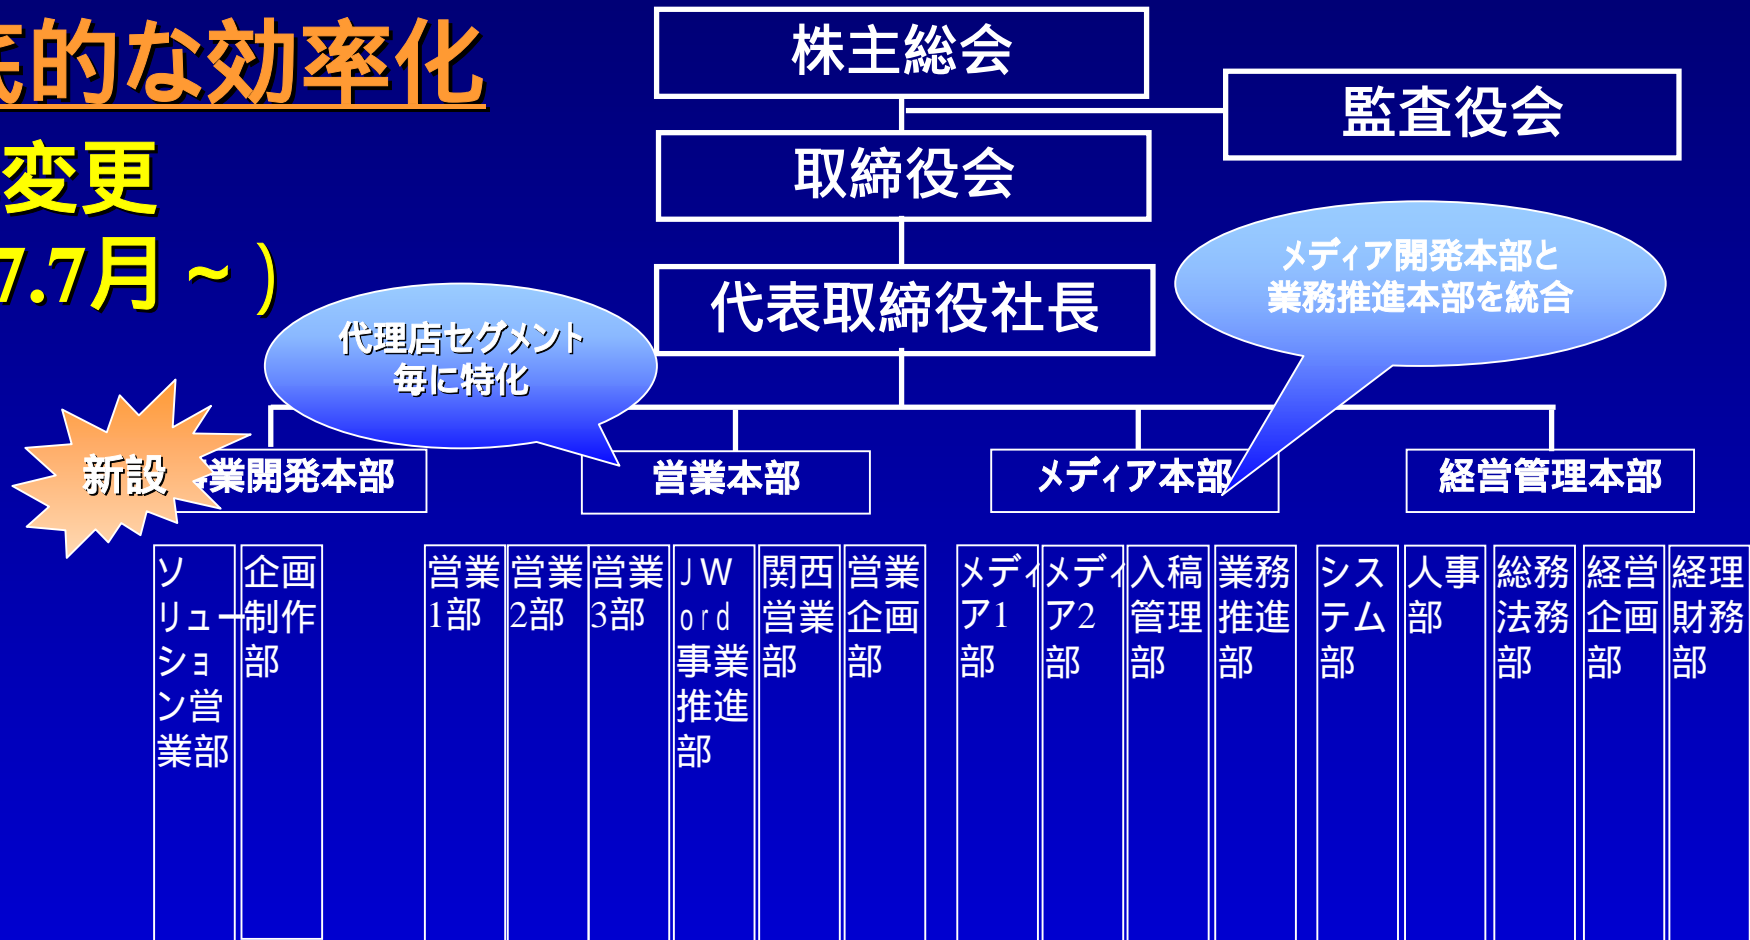 底的な効率化
変更
7.7月～)
株主総会
監査役会
取締役会
代表取締役社長
メディア開発本部と
業務推進本部を統合
代理店セグメント
毎に特化
新設
業開発本部
営業本部
メディア本部
経営管理本部
ソ
リュー
ショ
ン営
業部
企画
制作
部
営業
1部
営業
2部
営業
3部
JW
ord
事業
推進
部
関西
営業
部
営業
企画
部
メディ
ア1
部
メディ
ア2
部
入稿
管理
部
業務
推進
部
シス
テム
部
人事
部
総務
法務
部
経営
企画
部
経理
財務
部